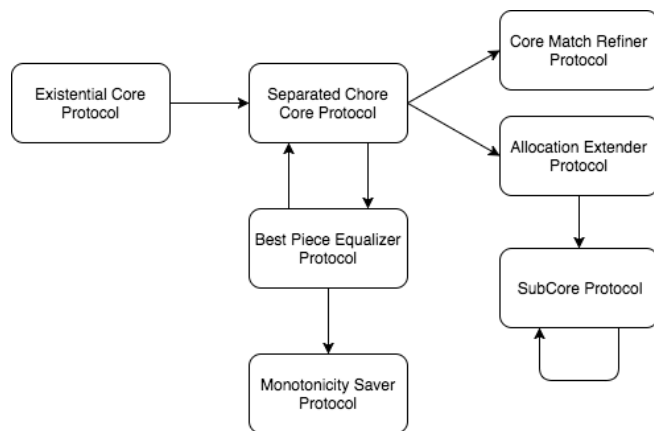 Core Match Refiner
Protocol
Existential Core
Protocol
Separated Chore
Core Protocol
Allocation Extender
Protocol
Best Piece Equalizer
Protocol
SubCore Protocol
Monotonicity Saver
Protocol